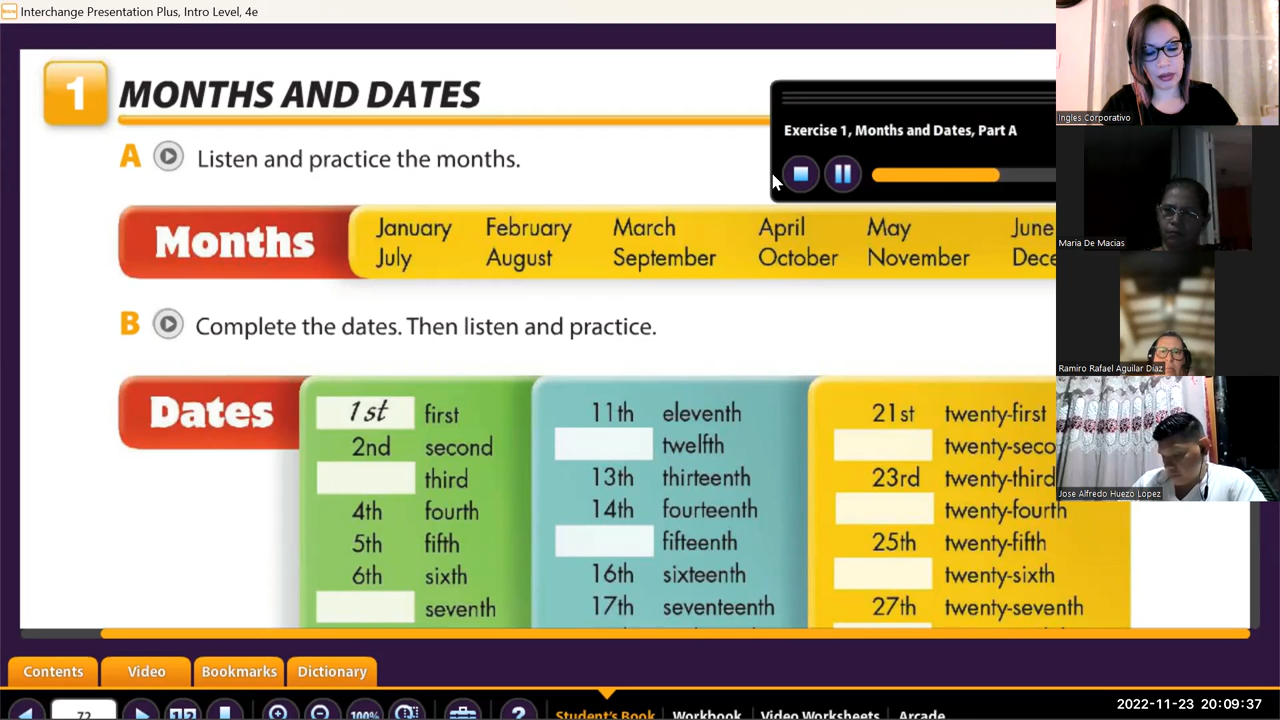 Interchange Presentation Plus, Intro Level, 4e
1 MONTHS AND DATES
A Listen and practice the months.
Exercise 1, Months and Dates, Part A
Months
January February March April May June
July August September October November
B Complete the dates. Then listen and practice.
Dates
1st first 11th eleventh 21st twenty-first
2nd second twelfth
third 13th thirteenth 23rd twenty-third
4th fourth 14th fourteenth twenty-fourth
5th fifth fifteenth 25th twenty-fifth
6th sixth 16th sixteenth twenty-sixth
seventh 17th seventeenth 27th twenty-seventh
Ingles Corporativo
Maria De Macias
Ramiro Rafael Aguilar Diaz
Jose Alfredo Huezo Lopez
Contents Video Bookmarks Dictionary
72 100% ? Student's Book Workbook Video Worksheets Arcade
2022-11-23 20:09:37